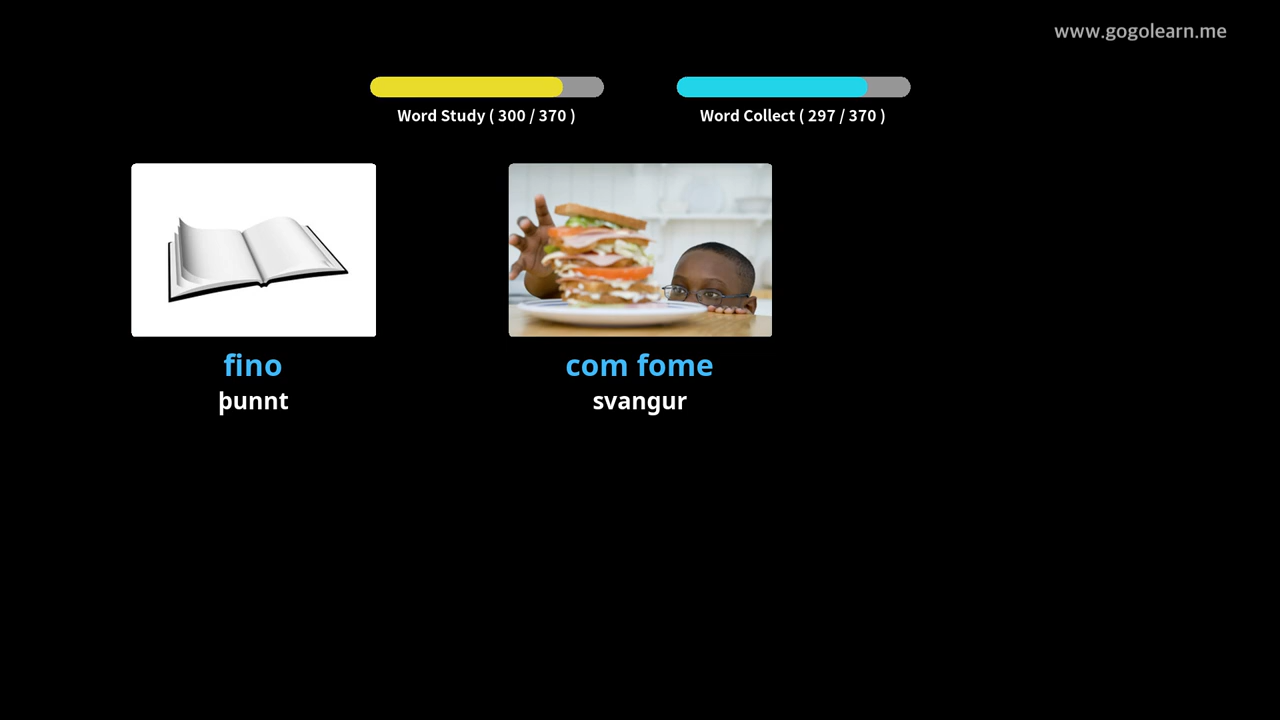 www.gogolearn.me
Word Study ( 300 / 370 )
Word Collect ( 297 / 370 )
fino
þunnt
com fome
svangur